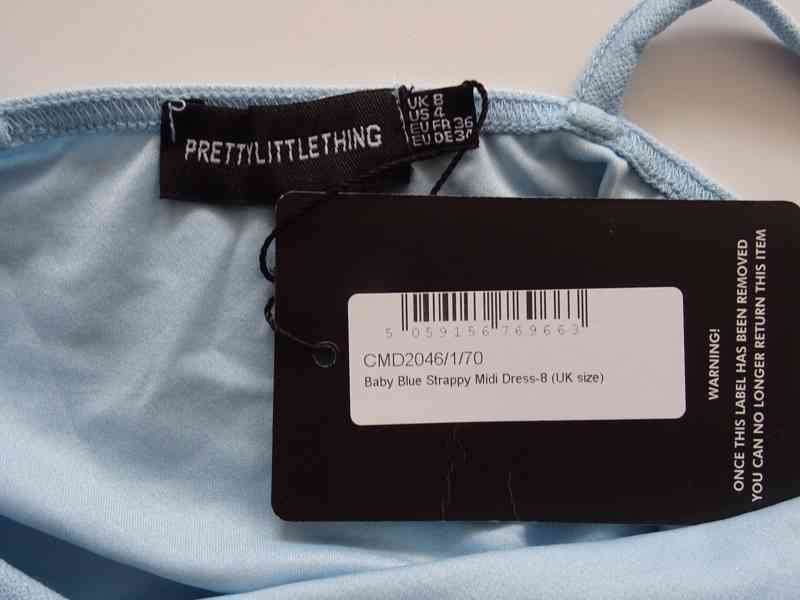 PRETTYLITTLETHING
UK 8
US 4
EU FR 36
EU DE 34
5 059156 769663
CMD2046/1/70
Baby Blue Strappy Midi Dress-8 (UK size)
WARNING!
ONCE THIS LABEL HAS BEEN REMOVED
YOU CAN NO LONGER RETURN THIS ITEM